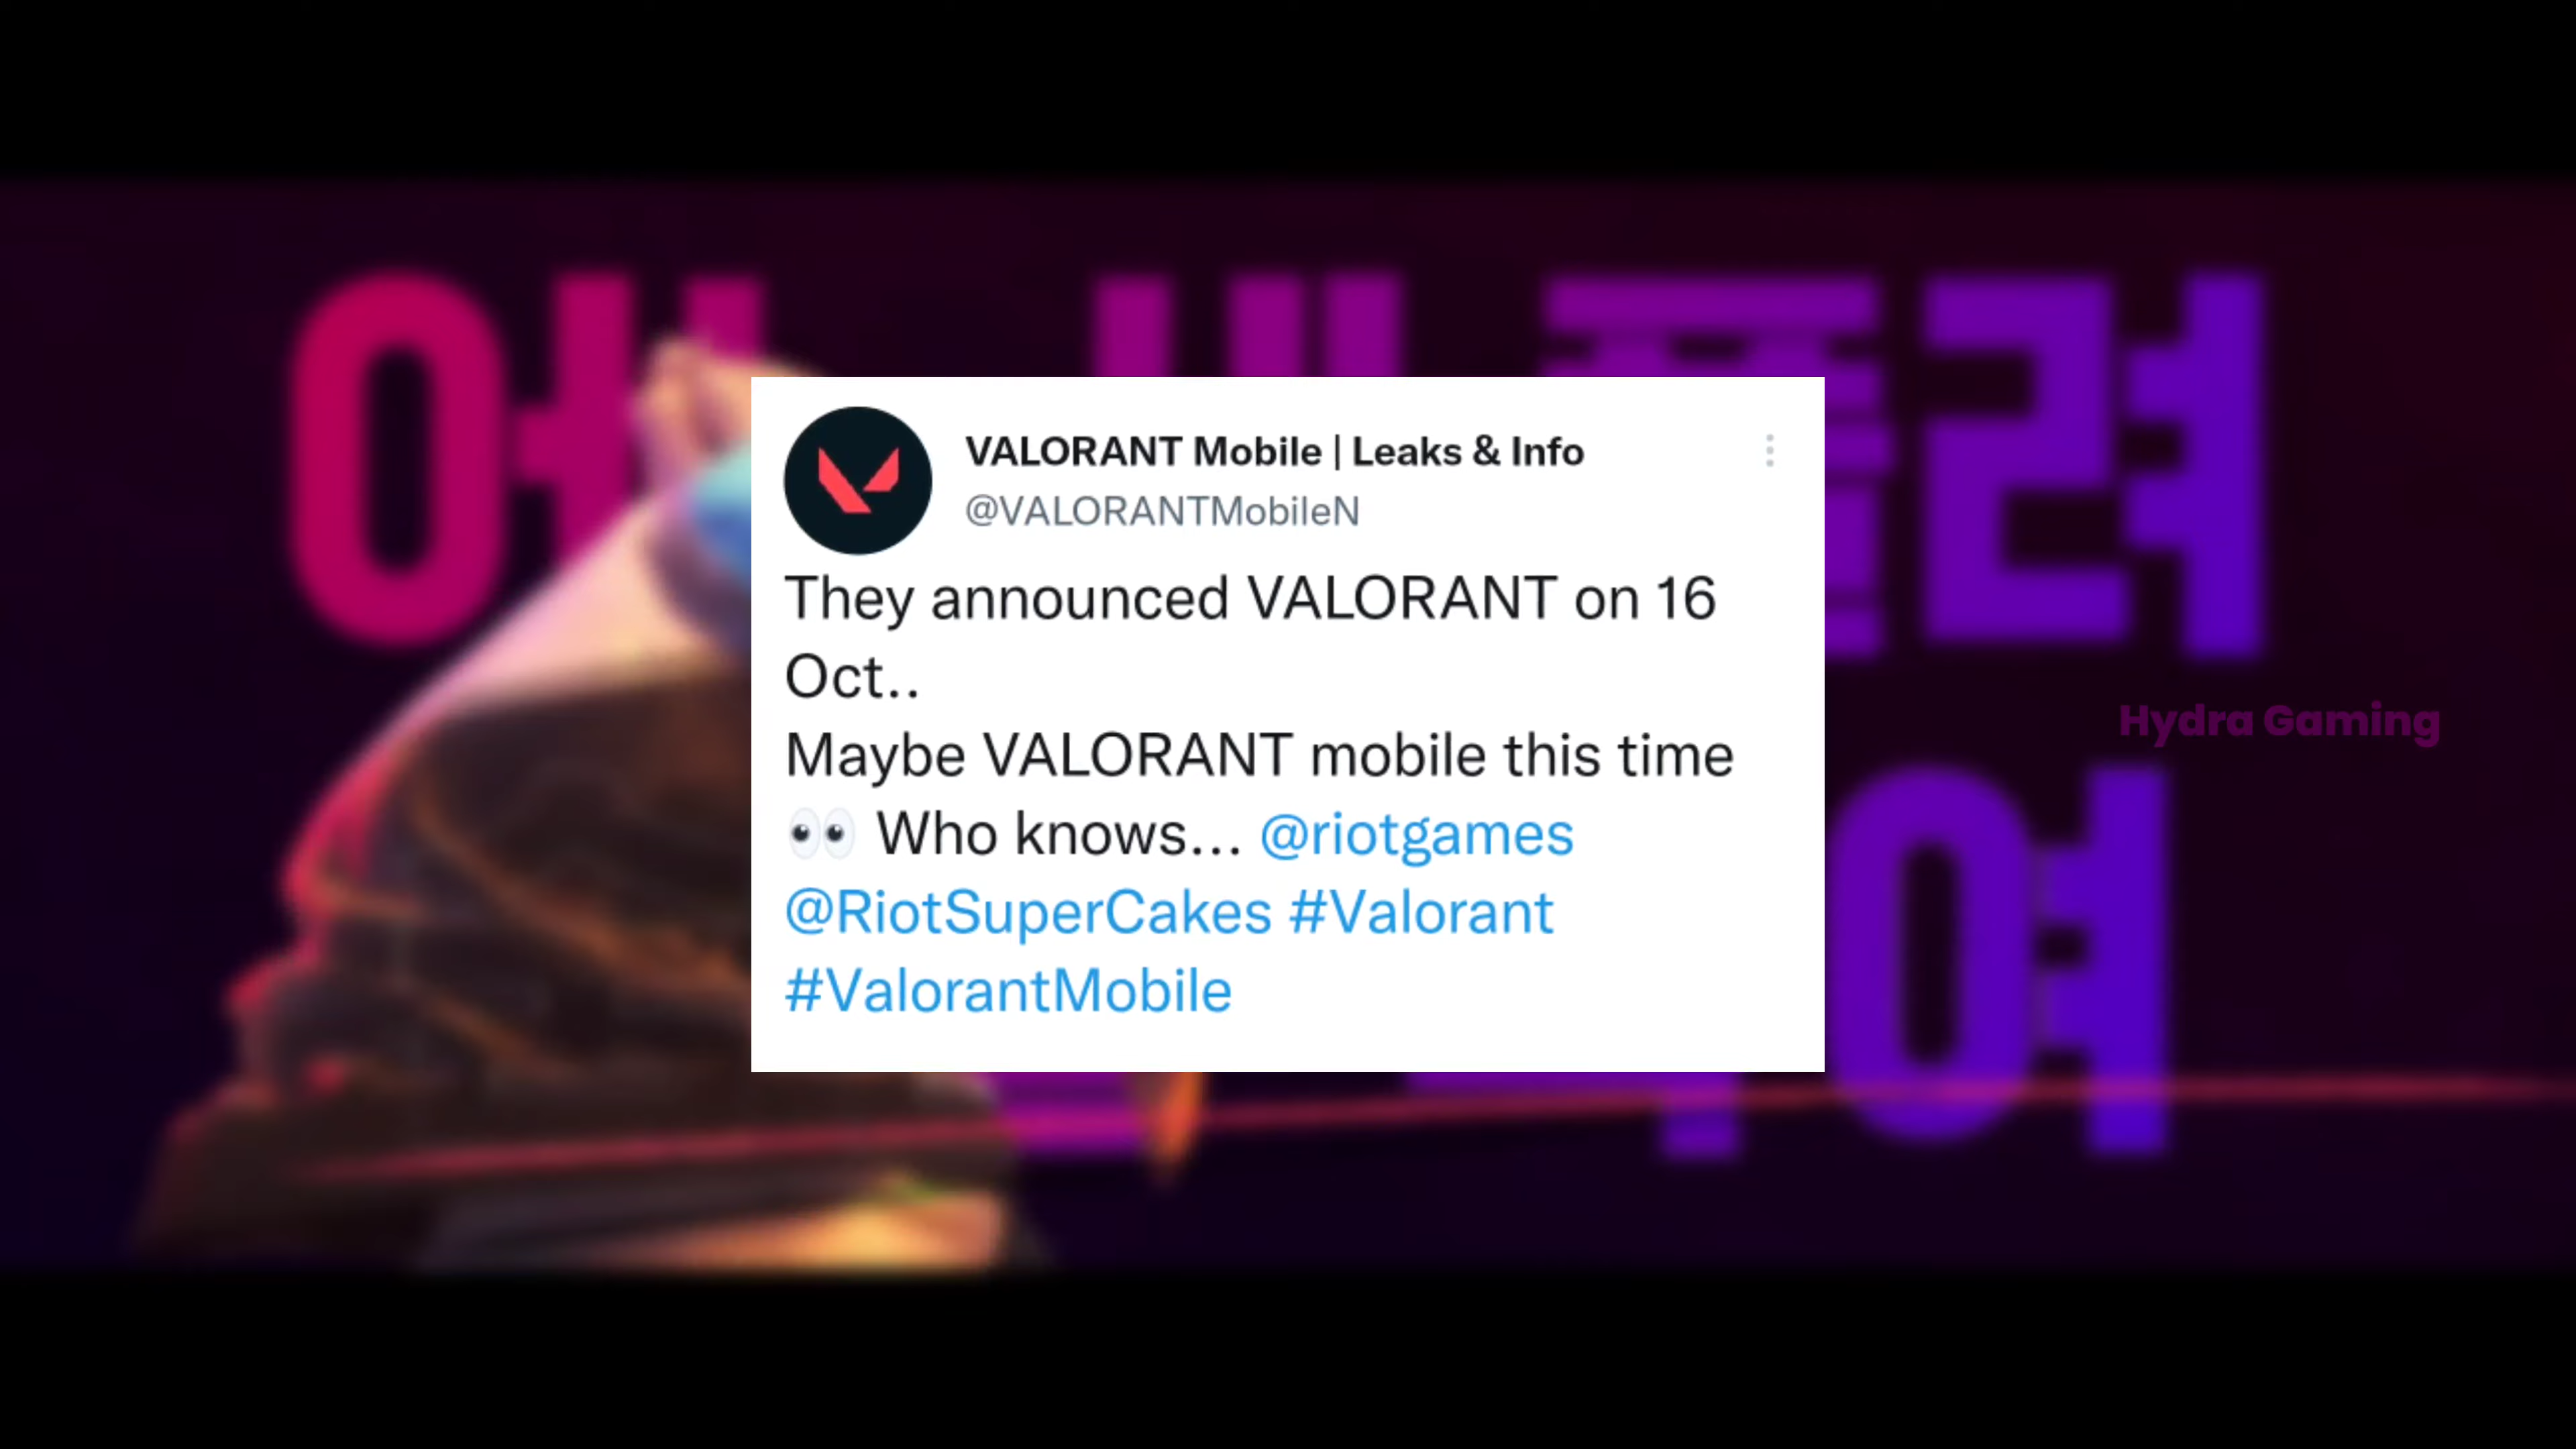 VALORANT Mobile | Leaks & Info
@VALORANTMobileN
They announced VALORANT on 16
Oct..
Maybe VALORANT mobile this time
👀 Who knows... @riotgames
@RiotSuperCakes #Valorant
#ValorantMobile
Hydra Gaming